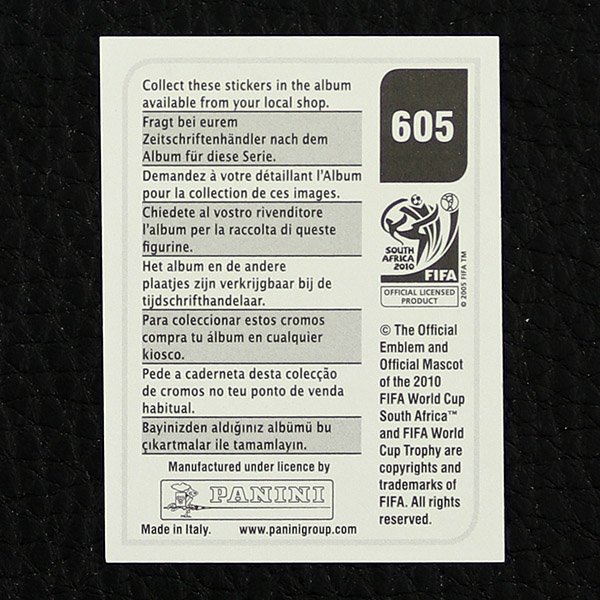 Collect these stickers in the album
available from your local shop.
Fragt bei eurem
Zeitschriftenhändler nach dem
Album für diese Serie.
Demandez à votre détaillant l'Album
pour la collection de ces images.
Chiedete al vostro rivenditore
l'album per la raccolta di queste
figurine.
Het album en de andere
plaatjes zijn verkrijgbaar bij de
tijdschrifthandelaar.
Para coleccionar estos cromos
compra tu álbum en cualquier
kiosco.
Pede a caderneta desta colecção
de cromos no teu ponto de venda
habitual.
Bayinizden aldığınız albümü bu
çıkartmalar ile tamamlayın.
Manufactured under licence by
PANINI
Made in Italy. www.paninigroup.com
605
SOUTH
AFRICA
2010
FIFA
OFFICIAL LICENSED
PRODUCT
© 2005 FIFA TM
© The Official
Emblem and
Official Mascot
of the 2010
FIFA World Cup
South Africa™
and FIFA World
Cup Trophy are
copyrights and
trademarks of
FIFA. All rights
reserved.